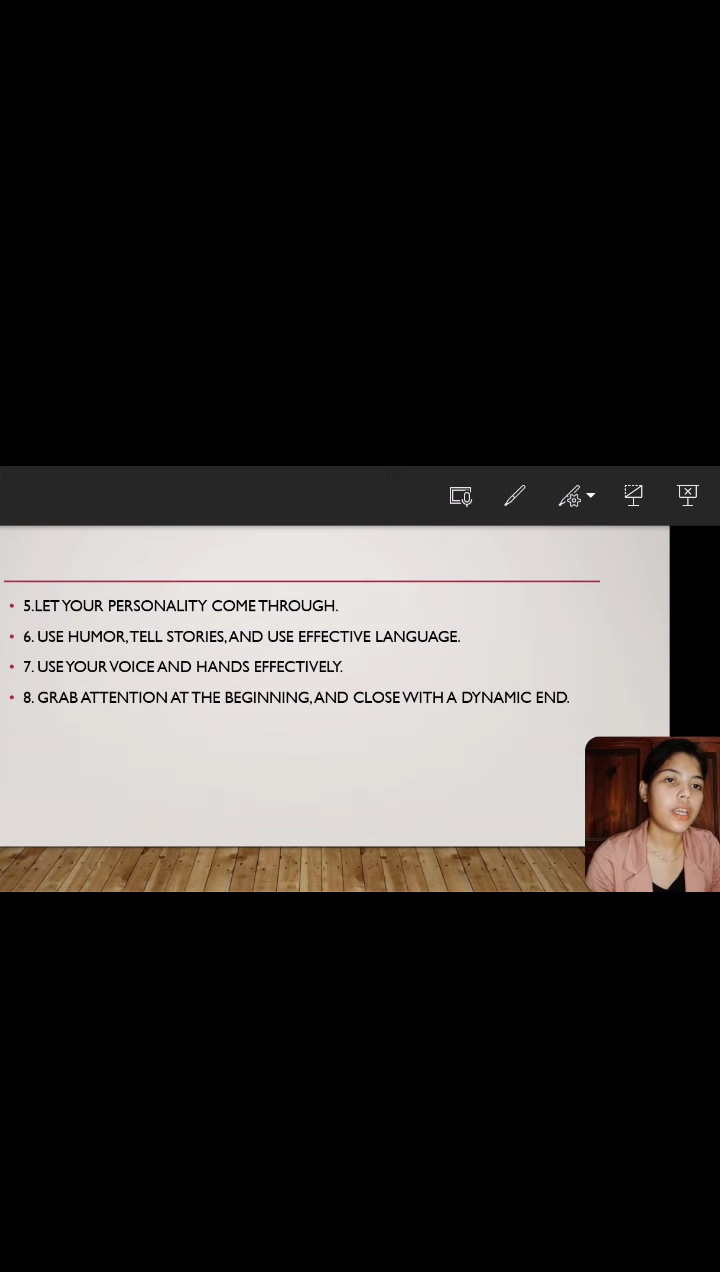 • 5.LET YOUR PERSONALITY COME THROUGH.
• 6. USE HUMOR, TELL STORIES, AND USE EFFECTIVE LANGUAGE.
• 7. USE YOUR VOICE AND HANDS EFFECTIVELY.
• 8. GRAB ATTENTION AT THE BEGINNING, AND CLOSE WITH A DYNAMIC END.